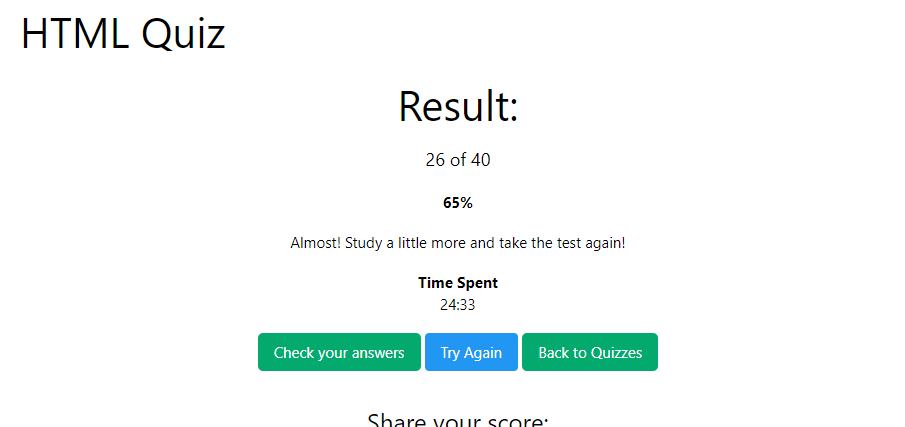 HTML Quiz
Result:
26 of 40
65%
Almost! Study a little more and take the test again!
Time Spent
24:33
Check your answers Try Again Back to Quizzes
Share your score: